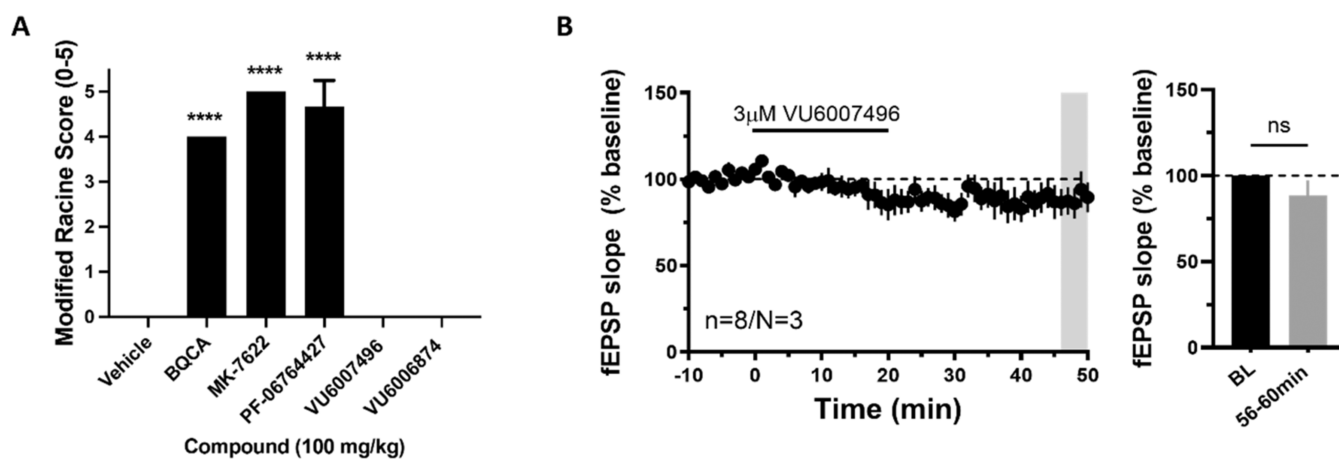 A
Modified Racine Score (0-5)
5
4
3
2
1
0
****
****
****
Vehicle
BQCA
MK-7622
PF-06764427
VU6007496
VU6006874
Compound (100 mg/kg)
B
fEPSP slope (% baseline)
150
100
50
0
3μM VU6007496
n=8/N=3
-10 0 10 20 30 40 50
Time (min)
fEPSP slope (% baseline)
150
100
50
0
ns
BL
56-60min